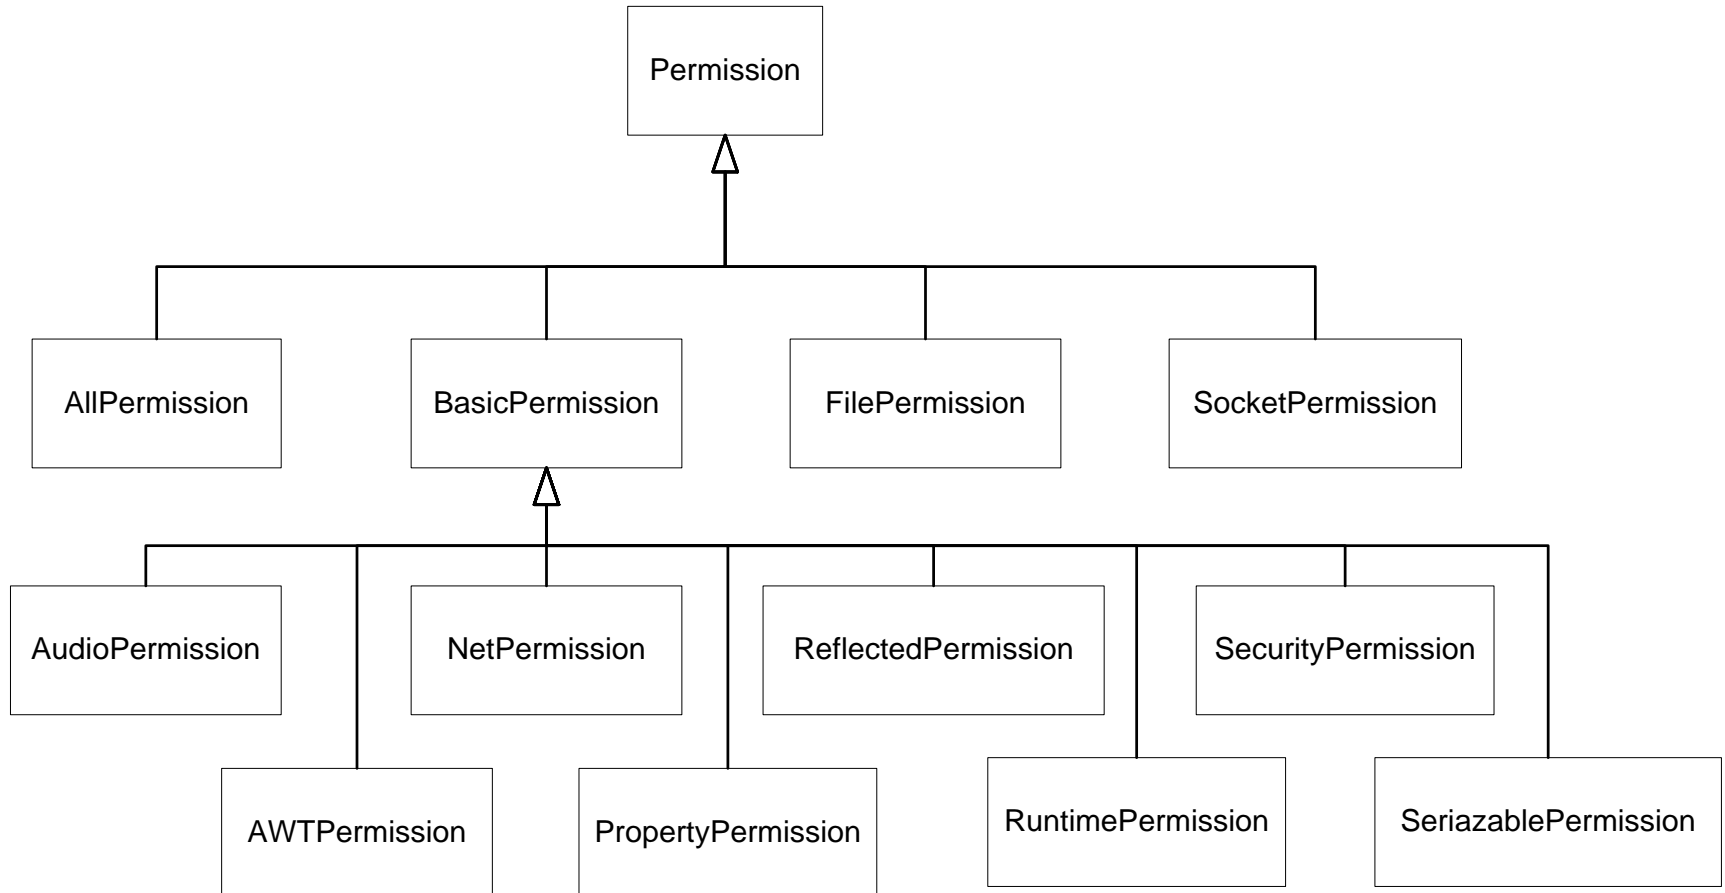 Permission
AllPermission
BasicPermission
FilePermission
SocketPermission
AudioPermission
NetPermission
ReflectedPermission
SecurityPermission
AWTPermission
PropertyPermission
RuntimePermission
SeriazablePermission